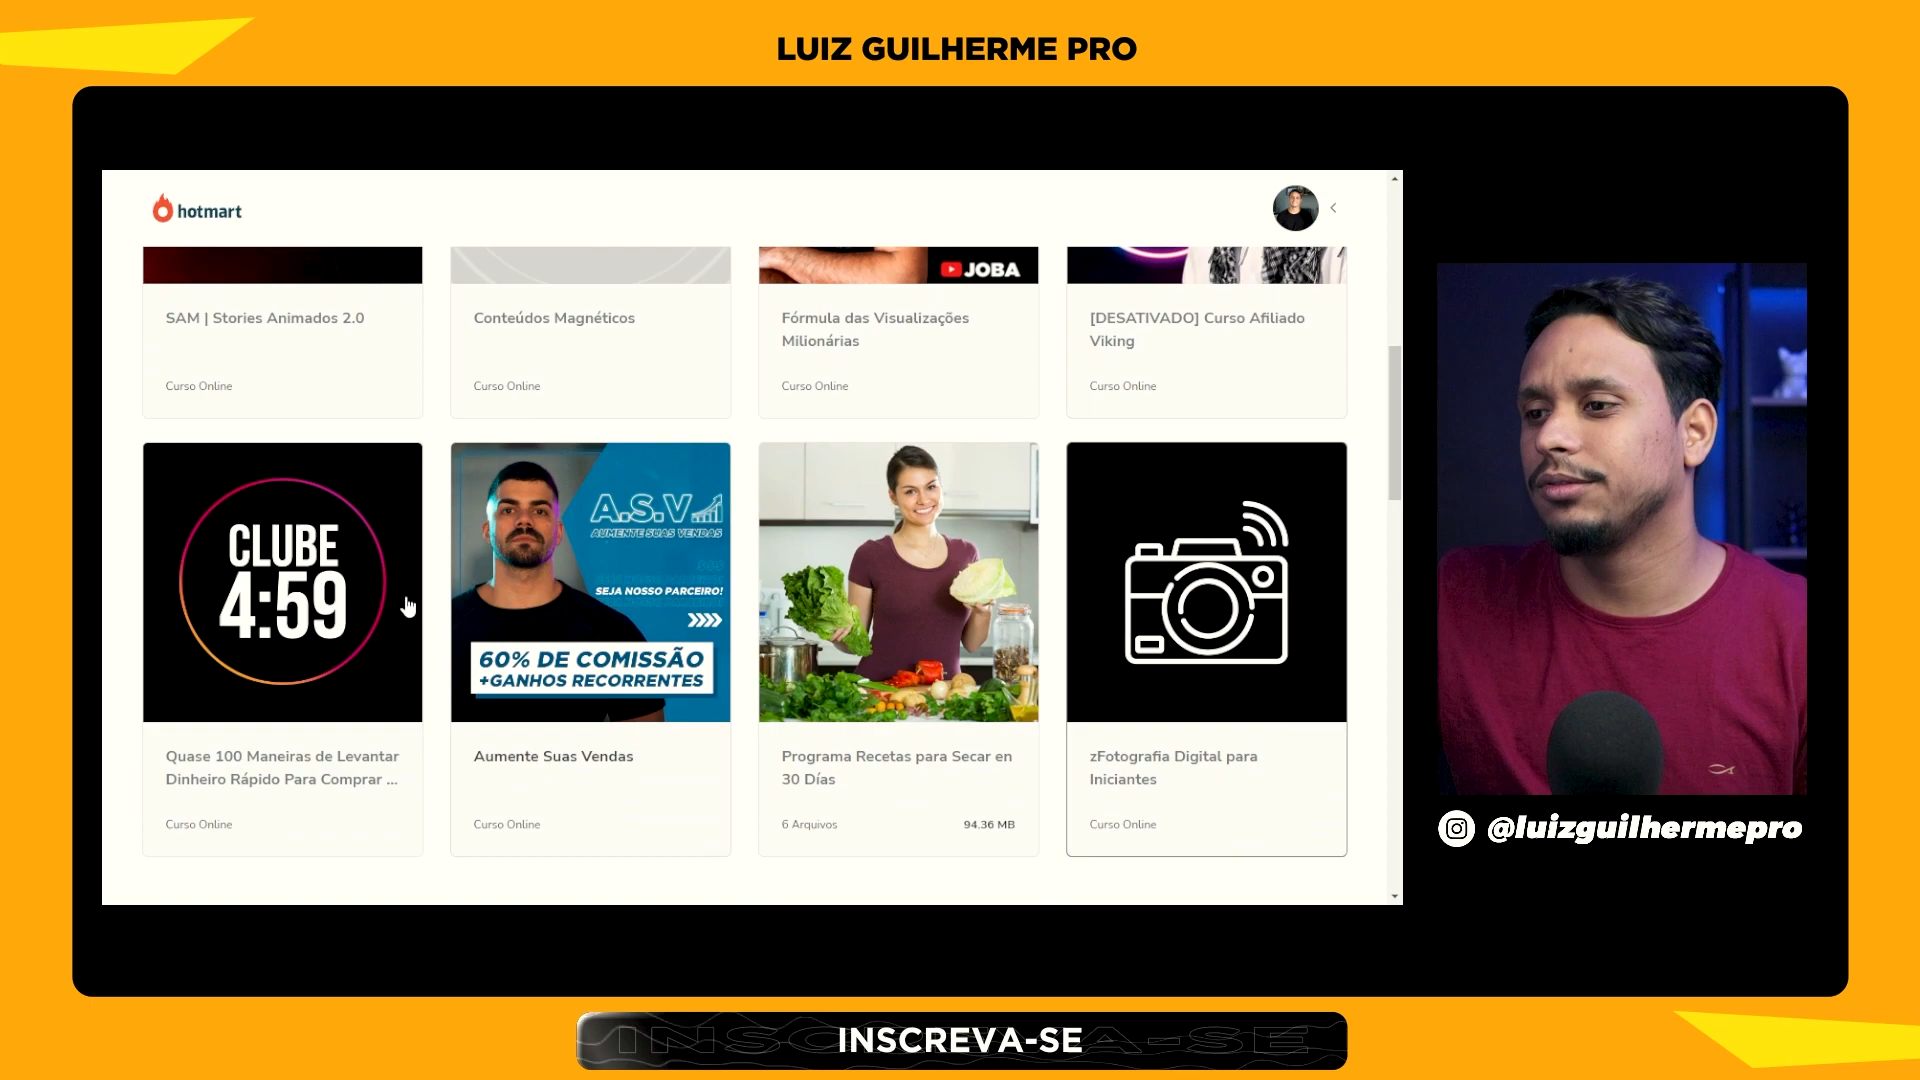 LUIZ GUILHERME PRO
hotmart
JOBA
SAM | Stories Animados 2.0
Curso Online
Conteúdos Magnéticos
Curso Online
Fórmula das Visualizações
Milionárias
Curso Online
[DESATIVADO] Curso Afiliado
Viking
Curso Online
CLUBE
4:59
Quase 100 Maneiras de Levantar
Dinheiro Rápido Para Comprar ...
Curso Online
A.S.V
AUMENTE SUAS VENDAS
SEJA NOSSO PARCEIRO!
60% DE COMISSÃO
+GANHOS RECORRENTES
Aumente Suas Vendas
Curso Online
Programa Recetas para Secar en
30 Días
6 Arquivos
94.36 MB
zFotografia Digital para
Iniciantes
Curso Online
@luizguilhermepro
INSCREVA-SE